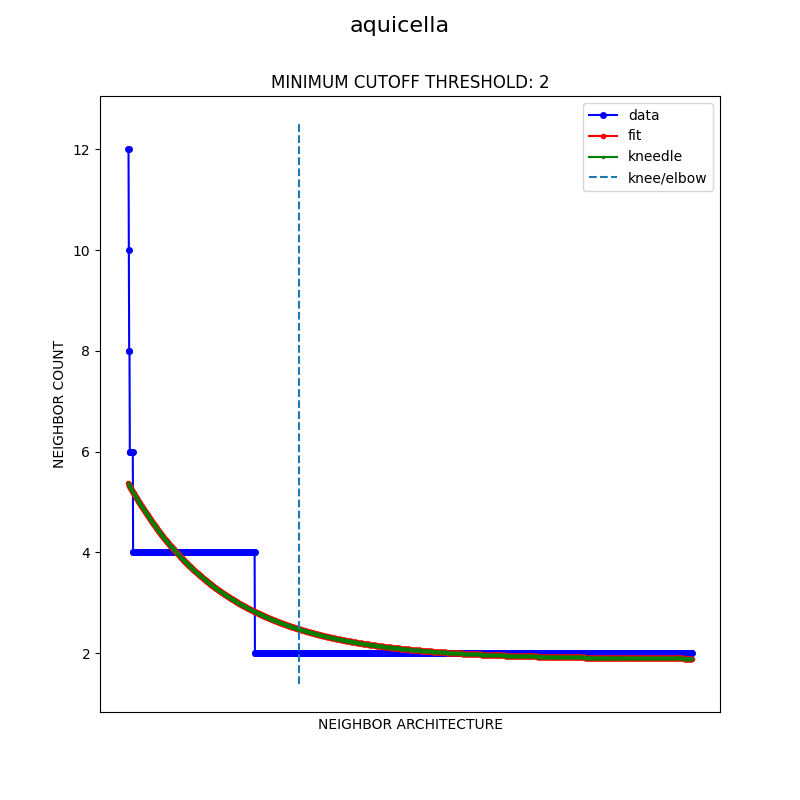 aquicella
MINIMUM CUTOFF THRESHOLD: 2
data
fit
kneedle
knee/elbow
12
10
8
6
4
2
NEIGHBOR COUNT
NEIGHBOR ARCHITECTURE